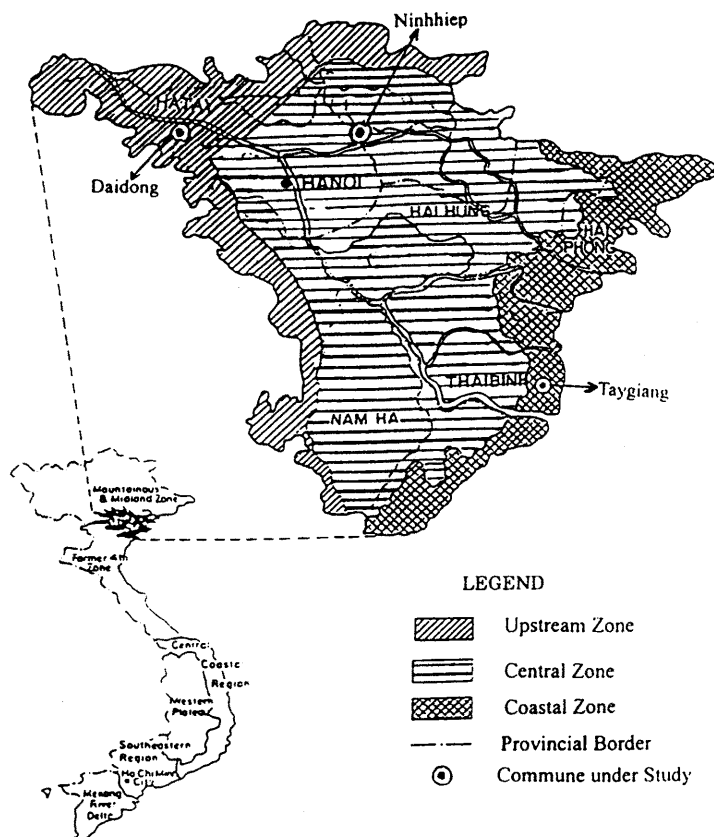 Ninhhiep
HATAY
Daidong
HANOI
HAI HUNG
HAI
PHONG
THAIBINH
Taygiang
NAM HA
Mountainous
& Midland Zone
Former 4th
Zone
Central
Coastic
Region
Western
Plateau
Southeastern
Region
Ho Chi Minh
City
Mekong
River
Delta
LEGEND
Upstream Zone
Central Zone
Coastal Zone
Provincial Border
Commune under Study